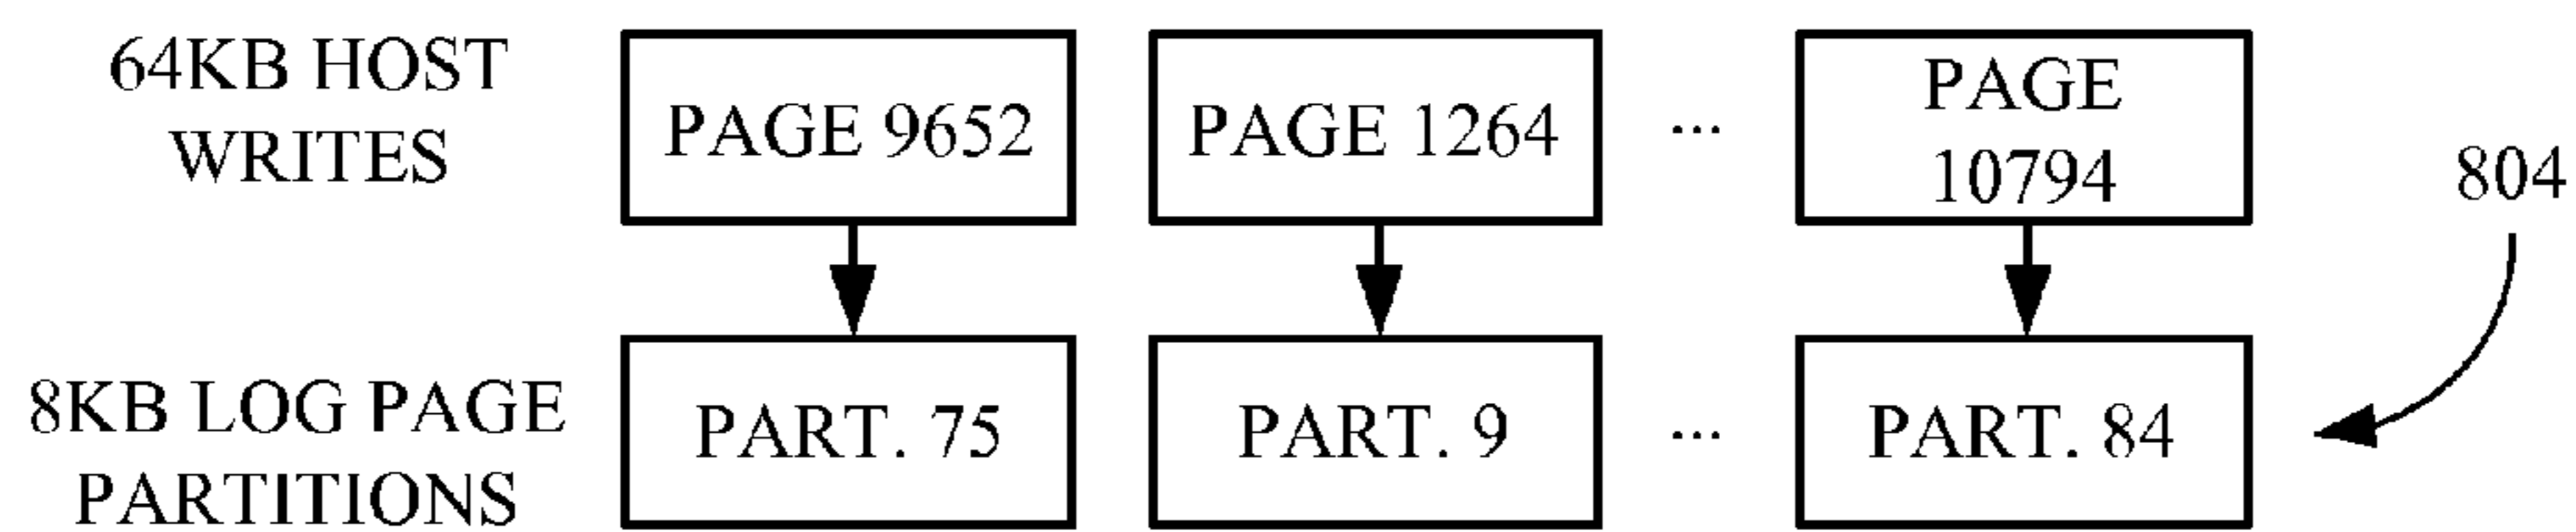 64KB HOST
WRITES
PAGE 9652
PAGE 1264
...
PAGE
10794
804
8KB LOG PAGE
PARTITIONS
PART. 75
PART. 9
...
PART. 84